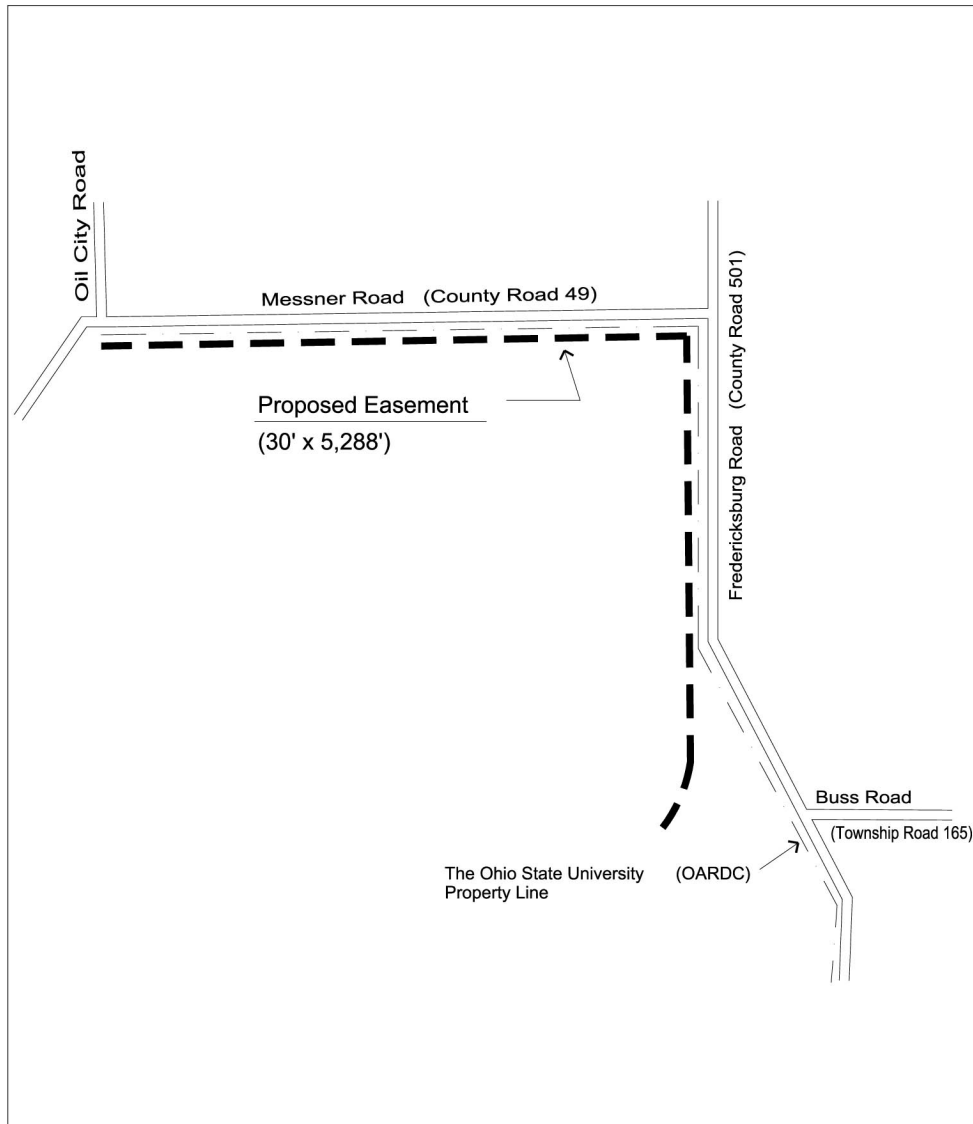 Oil City Road
Messner Road (County Road 49)
Fredericksburg Road (County Road 501)
Proposed Easement
(30' x 5,288')
Buss Road
(Township Road 165)
The Ohio State University (OARDC)
Property Line